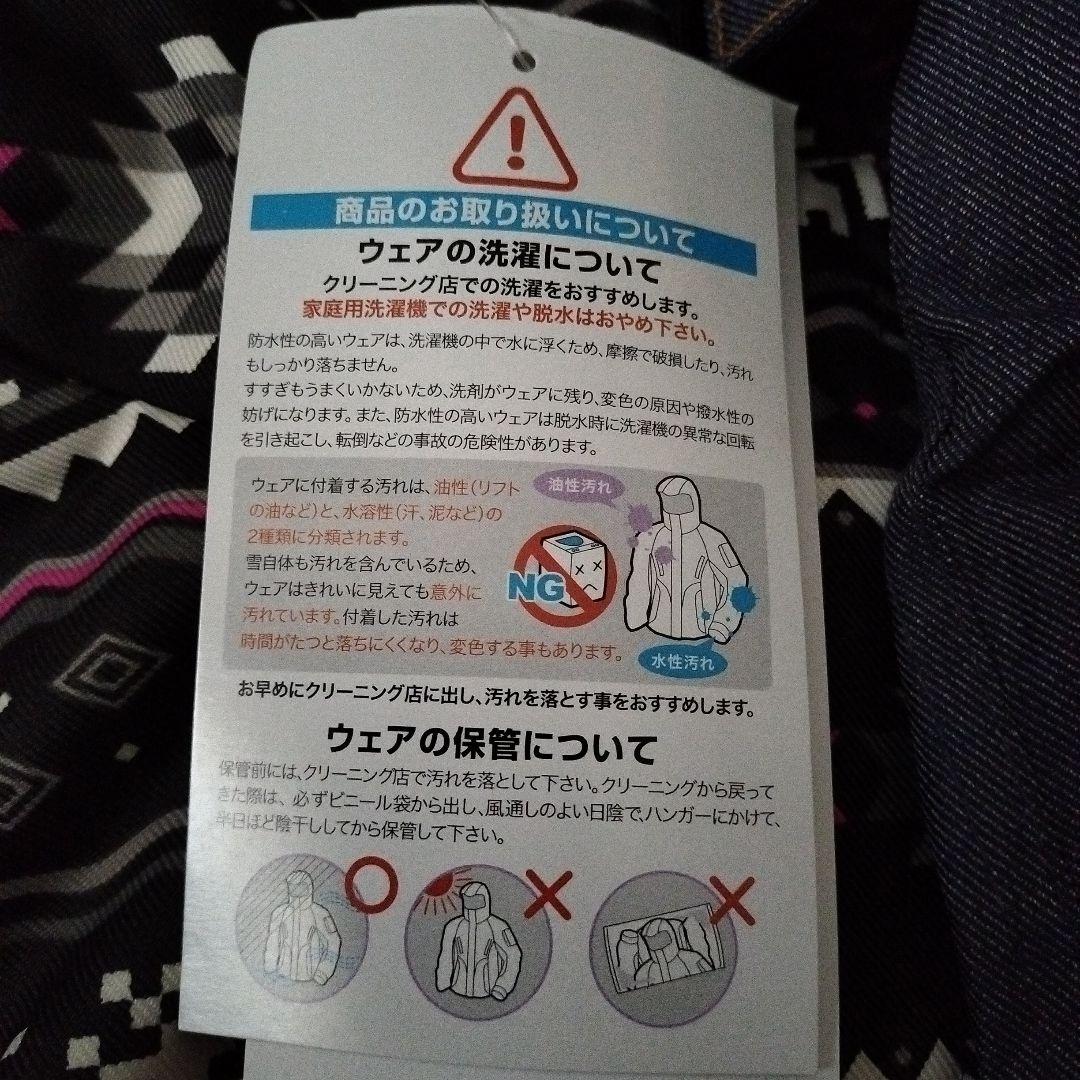 商品のお取り扱いについて
ウェアの洗濯について
クリーニング店での洗濯をおすすめします。
家庭用洗濯機での洗濯や脱水はおやめ下さい。
防水性の高いウェアは、洗濯機の中で水に浮くため、摩擦で破損したり、汚れ
もしっかり落ちません。
すすぎもうまくいかないため、洗剤がウェアに残り、変色の原因や撥水性の
妨げになります。また、防水性の高いウェアは脱水時に洗濯機の異常な回転
を引き起こし、転倒などの事故の危険性があります。
ウェアに付着する汚れは、油性(リフト
の油など)と、水溶性(汗、泥など)の
2種類に分類されます。
雪自体も汚れを含んでいるため、
ウェアはきれいに見えても意外に
汚れています。付着した汚れは
時間がたつと落ちにくくなり、変色する事もあります。
油性汚れ
NG
水性汚れ
お早めにクリーニング店に出し、汚れを落とす事をおすすめします。
ウェアの保管について
保管前には、クリーニング店で汚れを落として下さい。クリーニングから戻って
きた際は、必ずビニール袋から出し、風通しのよい日陰で、ハンガーにかけて、
半日ほど陰干ししてから保管して下さい。